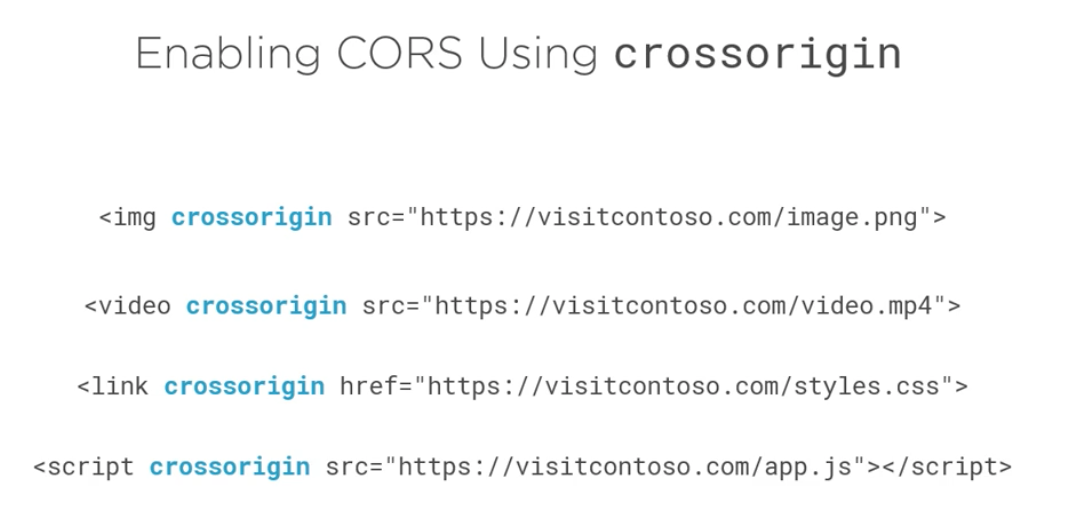 Enabling CORS Using crossorigin
<img crossorigin src="https://visitcontoso.com/image.png">
<video crossorigin src="https://visitcontoso.com/video.mp4">
<link crossorigin href="https://visitcontoso.com/styles.css">
<script crossorigin src="https://visitcontoso.com/app.js"></script>